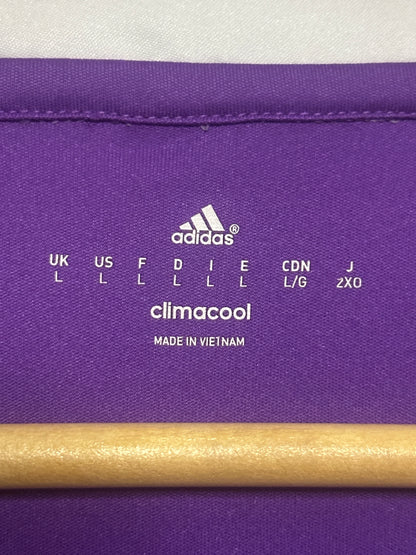 adidas®
UK US F D I E CDN J
L L L L L L L/G 2XO
climacool
MADE IN VIETNAM